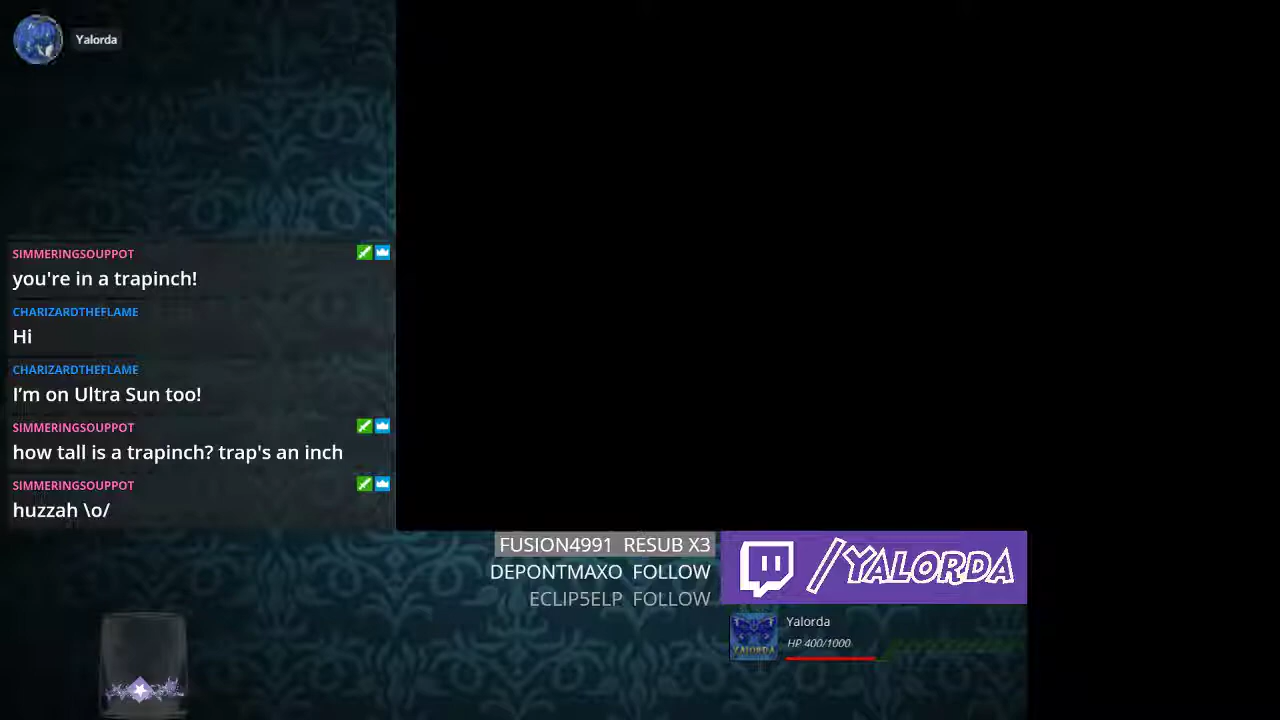 Yalorda
SIMMERINGSOUPPOT
you're in a trapinch!
CHARIZARDTHEFLAME
Hi
CHARIZARDTHEFLAME
I'm on Ultra Sun too!
SIMMERINGSOUPPOT
how tall is a trapinch? trap's an inch
SIMMERINGSOUPPOT
huzzah \o/
FUSION4991 RESUB X3
DEPONTMAXO FOLLOW
ECLIP5ELP FOLLOW
/YALORDA
Yalorda
HP 400/1000
YALORDA